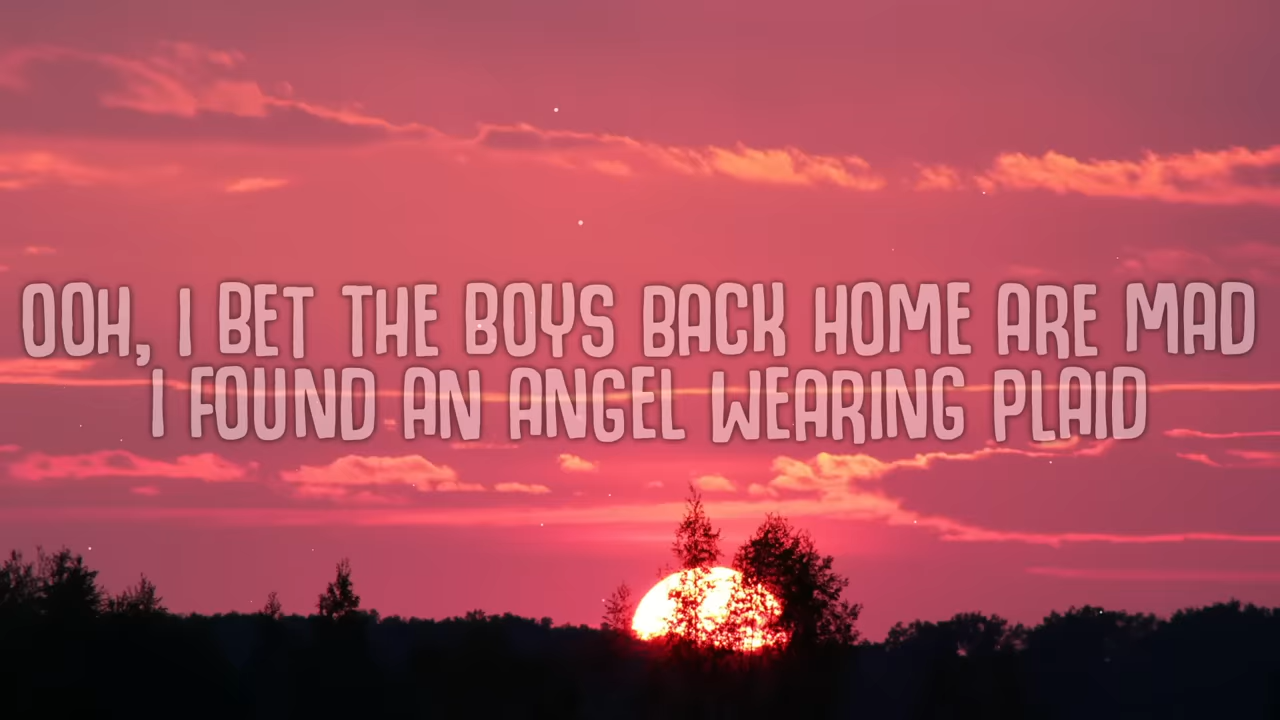 OOH, I BET THE BOYS BACK HOME ARE MAD
I FOUND AN ANGEL WEARING PLAID